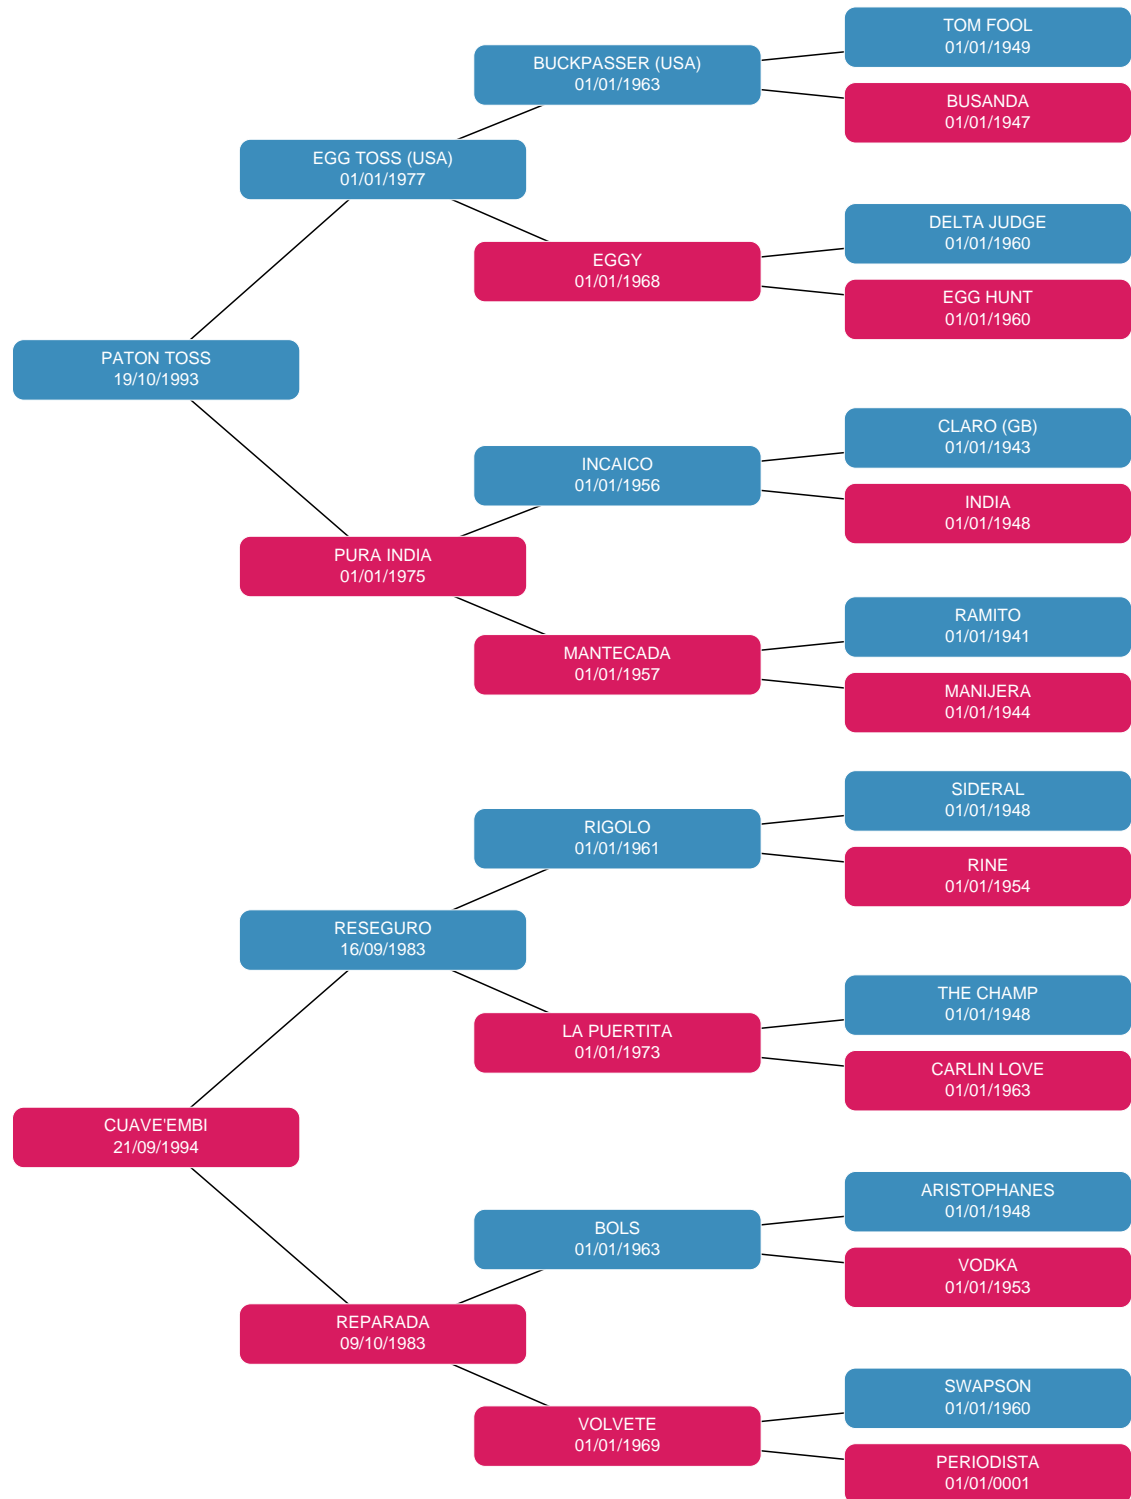 TOM FOOL
01/01/1949
BUCKPASSER (USA)
01/01/1963
BUSANDA
01/01/1947
EGG TOSS (USA)
01/01/1977
DELTA JUDGE
01/01/1960
EGGY
01/01/1968
EGG HUNT
01/01/1960
PATON TOSS
19/10/1993
CLARO (GB)
01/01/1943
INCAICO
01/01/1956
INDIA
01/01/1948
PURA INDIA
01/01/1975
RAMITO
01/01/1941
MANTECADA
01/01/1957
MANIJERA
01/01/1944
SIDERAL
01/01/1948
RIGOLO
01/01/1961
RINE
01/01/1954
RESEGURO
16/09/1983
THE CHAMP
01/01/1948
LA PUERTITA
01/01/1973
CARLIN LOVE
01/01/1963
CUAVE'EMBI
21/09/1994
ARISTOPHANES
01/01/1948
BOLS
01/01/1963
VODKA
01/01/1953
REPARADA
09/10/1983
SWAPSON
01/01/1960
VOLVETE
01/01/1969
PERIODISTA
01/01/0001